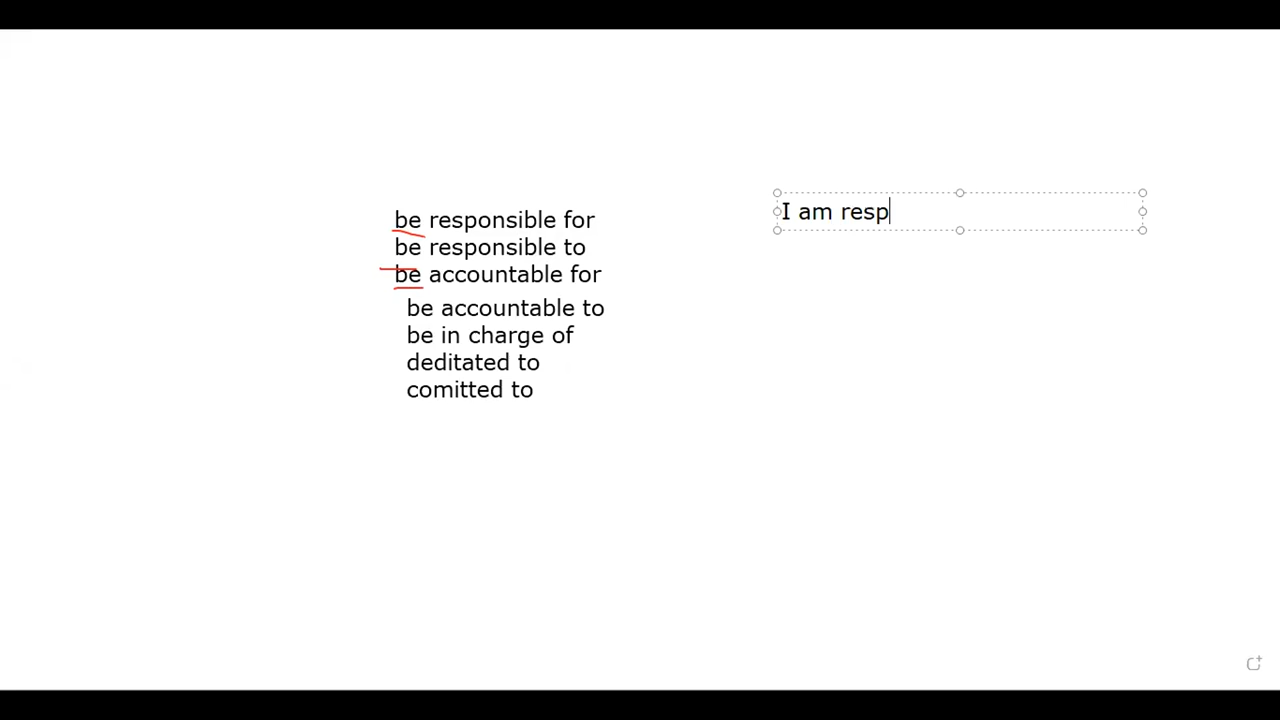 be responsible for
be responsible to
be accountable for
be accountable to
be in charge of
deditated to
comitted to
I am resp